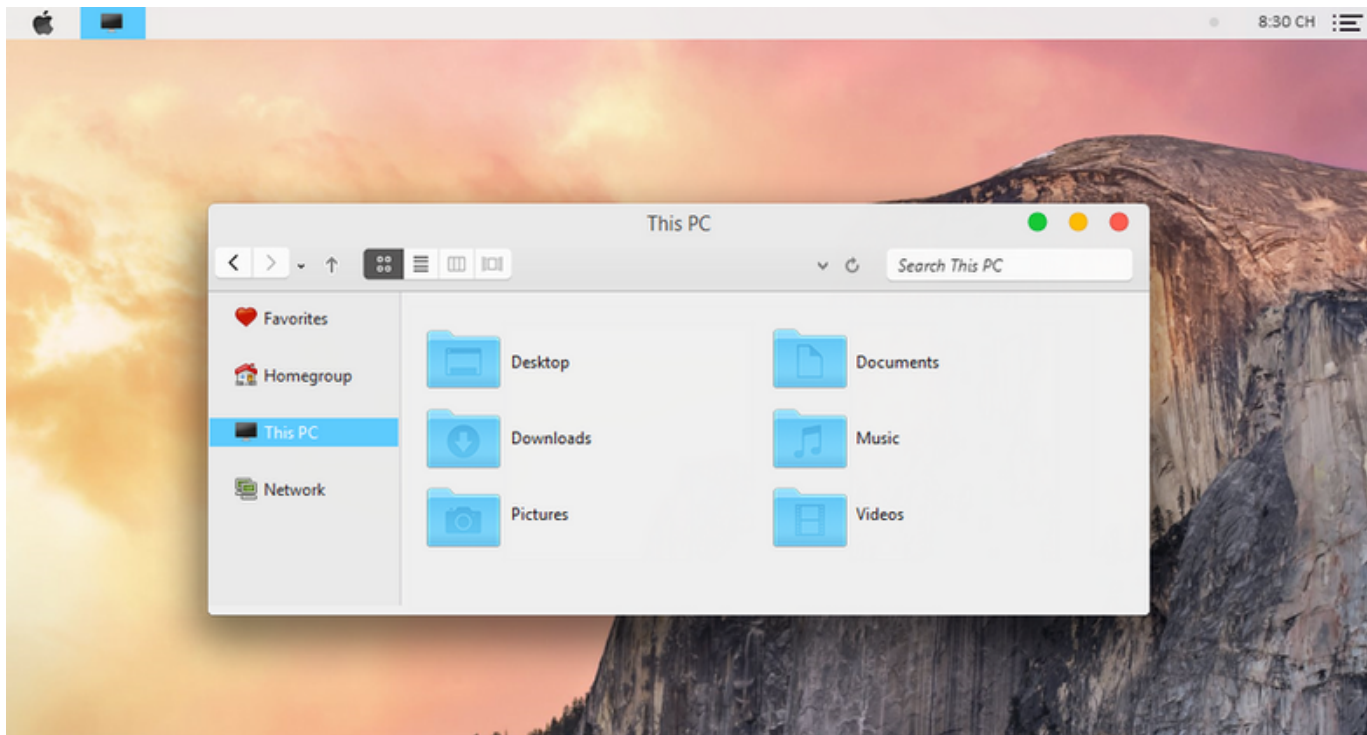 8:30 CH
This PC
Search This PC
Favorites
Homegroup
This PC
Network
Desktop
Documents
Downloads
Music
Pictures
Videos